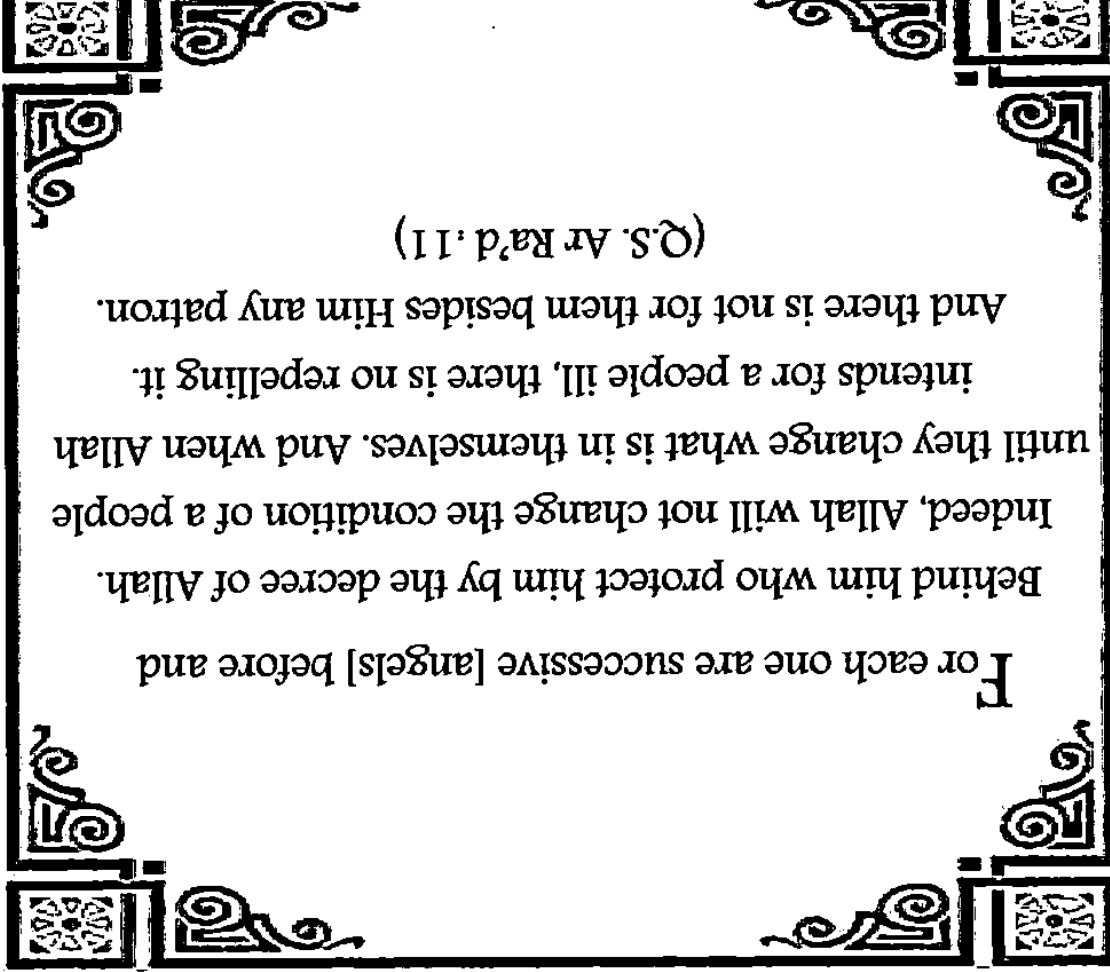 For each one are successive [angels] before and
Behind him who protect him by the decree of Allah.
Indeed, Allah will not change the condition of a people
until they change what is in themselves. And when Allah
intends for a people ill, there is no repelling it.
And there is not for them besides Him any patron.
(Q.S. Ar Ra'd :11)